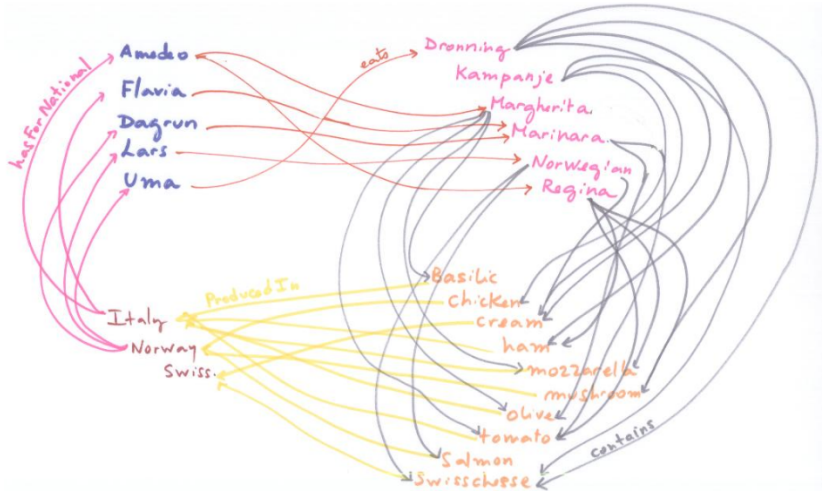 Amedeo
Flavia
Dagrun
Lars
Uma
hasForNational
eats
Dronning
Kampanje
Margherita
Marinara
Norwegian
Regina
Italy
Norway
Swiss.
ProducedIn
Basilic
Chicken
cream
ham
mozzarella
mushroom
olive
tomato
Salmon
Swisscheese
contains